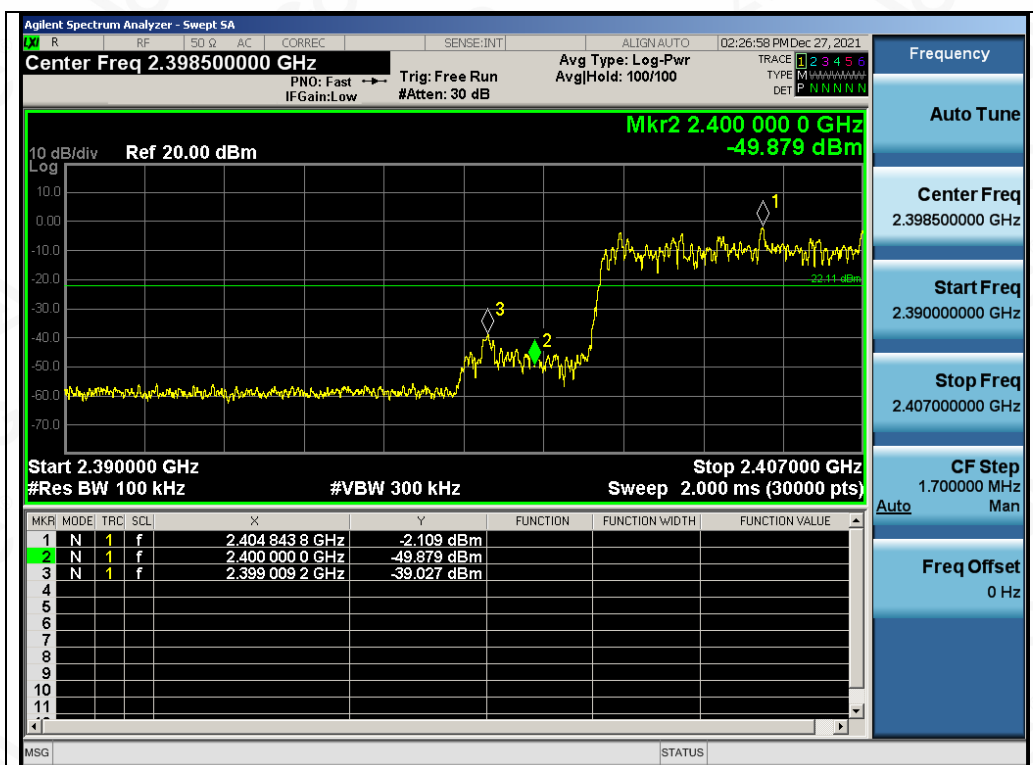 Agilent Spectrum Analyzer - Swept SA
LXI R RF 50 Ω AC CORREC SENSE:INT ALIGN AUTO 02:26:58 PM Dec 27, 2021
Center Freq 2.398500000 GHz
PNO: Fast
IFGain:Low
Trig: Free Run
#Atten: 30 dB
Avg Type: Log-Pwr
Avg|Hold: 100/100
TRACE 1 2 3 4 5 6
TYPE M
DET P N N N N N
Mkr2 2.400 000 0 GHz
-49.879 dBm
10 dB/div Ref 20.00 dBm
Log
10.0
0.00
-10.0
-20.0
-30.0
-40.0
-50.0
-60.0
-70.0
1
-22.11 dBm
3
2
Start 2.390000 GHz Stop 2.407000 GHz
#Res BW 100 kHz #VBW 300 kHz Sweep 2.000 ms (30000 pts)
MKR MODE TRC SCL X Y FUNCTION FUNCTION WIDTH FUNCTION VALUE
1 N 1 f 2.404 843 8 GHz -2.109 dBm
2 N 1 f 2.400 000 0 GHz -49.879 dBm
3 N 1 f 2.399 009 2 GHz -39.027 dBm
4
5
6
7
8
9
10
11
MSG STATUS
Frequency
Auto Tune
Center Freq
2.398500000 GHz
Start Freq
2.390000000 GHz
Stop Freq
2.407000000 GHz
CF Step
1.700000 MHz
Auto Man
Freq Offset
0 Hz